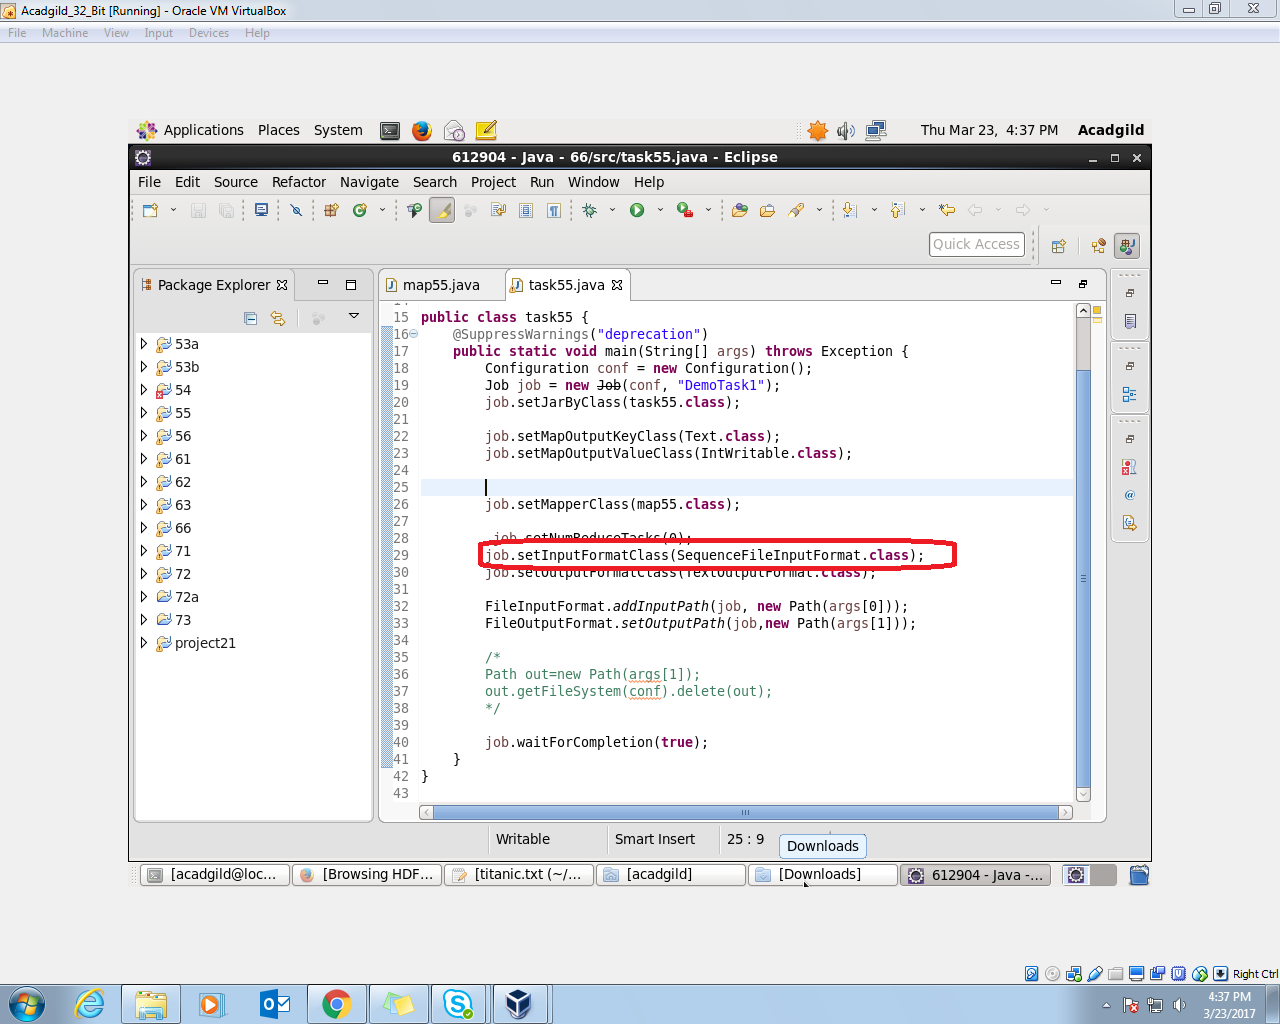 Acadgild_32_Bit [Running] - Oracle VM VirtualBox
File Machine View Input Devices Help
Applications Places System Thu Mar 23, 4:37 PM Acadgild
612904 - Java - 66/src/task55.java - Eclipse
File Edit Source Refactor Navigate Search Project Run Window Help
Quick Access
Package Explorer
53a
53b
54
55
56
61
62
63
66
71
72
72a
73
project21
map55.java task55.java
15 public class task55 {
16 @SuppressWarnings("deprecation")
17 public static void main(String[] args) throws Exception {
18 Configuration conf = new Configuration();
19 Job job = new Job(conf, "DemoTask1");
20 job.setJarByClass(task55.class);
21
22 job.setMapOutputKeyClass(Text.class);
23 job.setMapOutputValueClass(IntWritable.class);
24
25
26 job.setMapperClass(map55.class);
27
28 job.setNumReduceTasks(0);
29 job.setInputFormatClass(SequenceFileInputFormat.class);
30 job.setOutputFormatClass(TextOutputFormat.class);
31
32 FileInputFormat.addInputPath(job, new Path(args[0]));
33 FileOutputFormat.setOutputPath(job,new Path(args[1]));
34
35 /*
36 Path out=new Path(args[1]);
37 out.getFileSystem(conf).delete(out);
38 */
39
40 job.waitForCompletion(true);
41 }
42 }
43
Writable Smart Insert 25 : 9
Downloads
[acadgild@loc... [Browsing HDF... [titanic.txt (~/... [acadgild] [Downloads] 612904 - Java -...
Right Ctrl
4:37 PM
3/23/2017